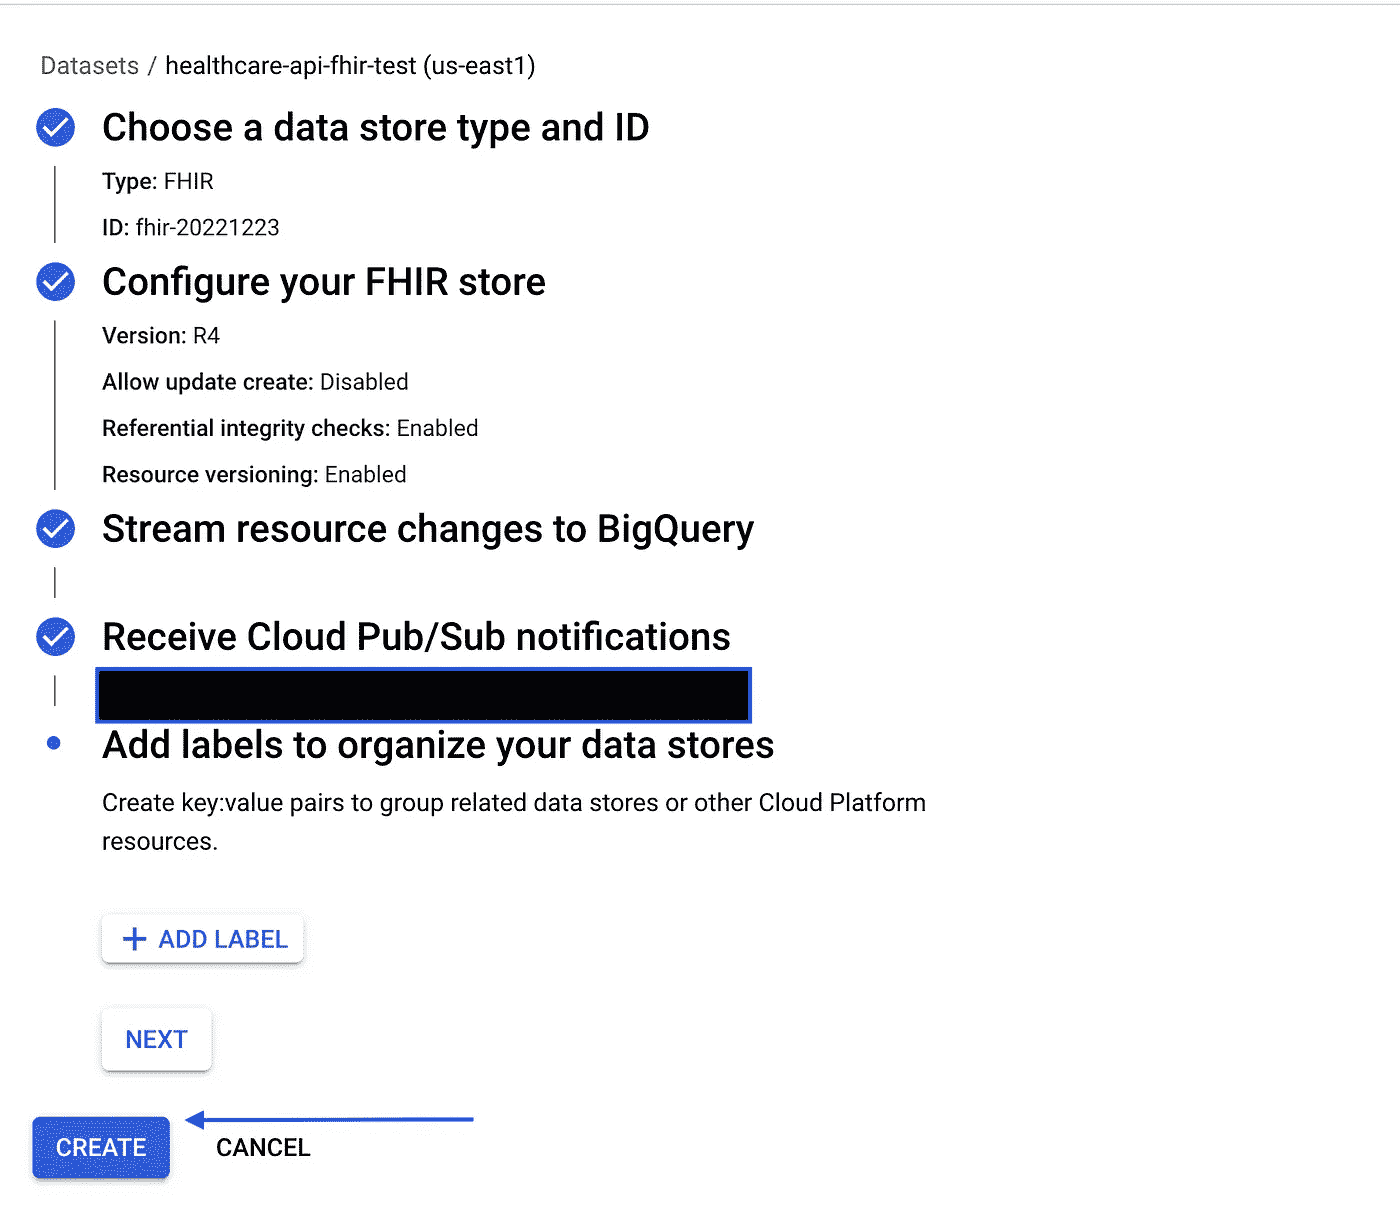 Datasets / healthcare-api-fhir-test (us-east1)
Choose a data store type and ID
Type: FHIR
ID: fhir-20221223
Configure your FHIR store
Version: R4
Allow update create: Disabled
Referential integrity checks: Enabled
Resource versioning: Enabled
Stream resource changes to BigQuery
Receive Cloud Pub/Sub notifications
Add labels to organize your data stores
Create key:value pairs to group related data stores or other Cloud Platform
resources.
+ ADD LABEL
NEXT
CREATE CANCEL